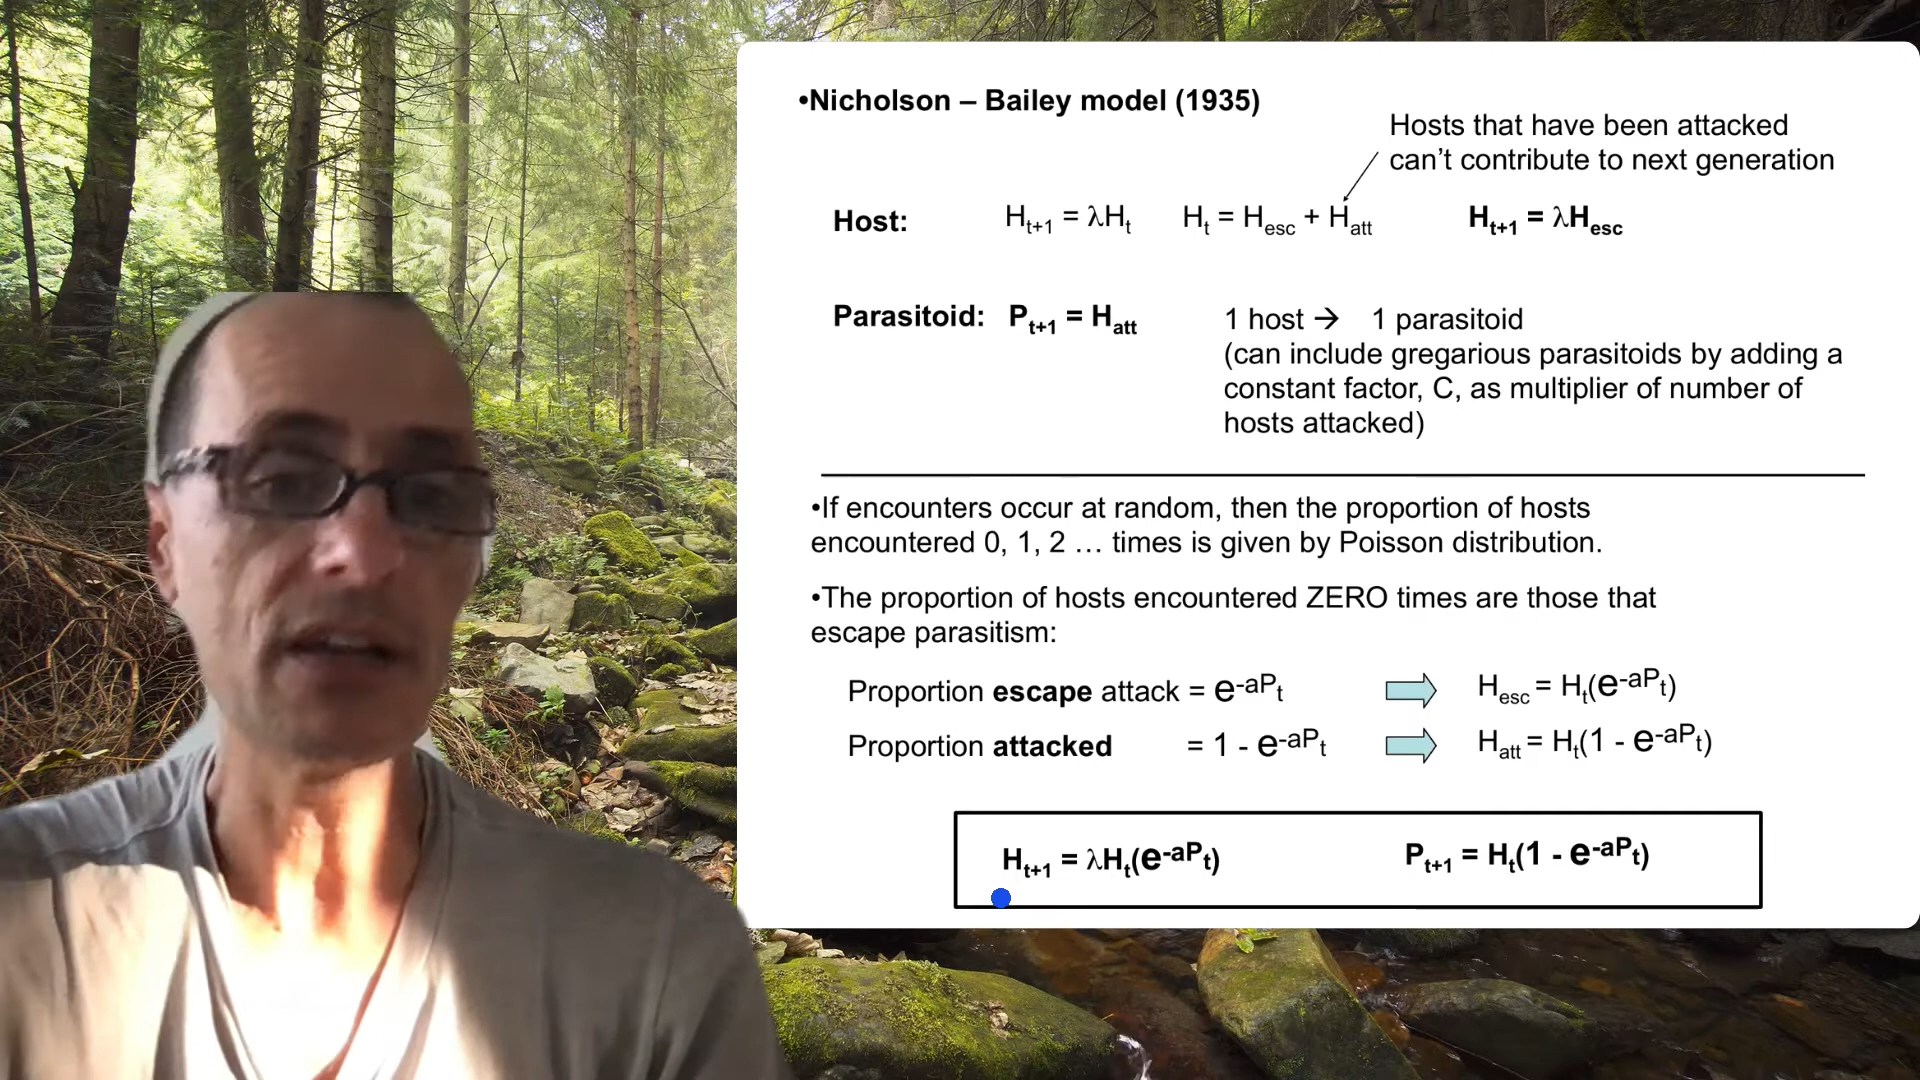 •Nicholson – Bailey model (1935)
Hosts that have been attacked
can’t contribute to next generation
Host: Hₜ₊₁ = λHₜ Hₜ = H_esc + H_att H_t+1 = λH_esc
Parasitoid: P_t+1 = H_att 1 host → 1 parasitoid
(can include gregarious parasitoids by adding a
constant factor, C, as multiplier of number of
hosts attacked)
•If encounters occur at random, then the proportion of hosts
encountered 0, 1, 2 … times is given by Poisson distribution.
•The proportion of hosts encountered ZERO times are those that
escape parasitism:
Proportion escape attack = e^-aP_t H_esc = H_t(e^-aP_t)
Proportion attacked = 1 - e^-aP_t H_att = H_t(1 - e^-aP_t)
H_t+1 = λH_t(e^-aP_t) P_t+1 = H_t(1 - e^-aP_t)